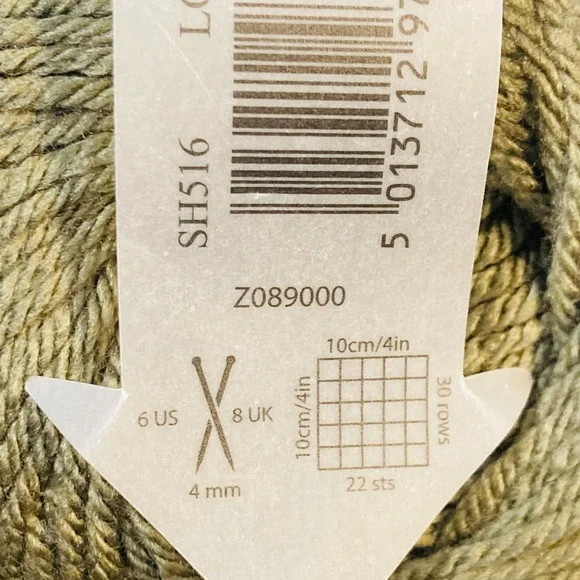 SH516
5 013712 97
Z089000
6 US
8 UK
4 mm
10cm/4in
10cm/4in
30 rows
22 sts